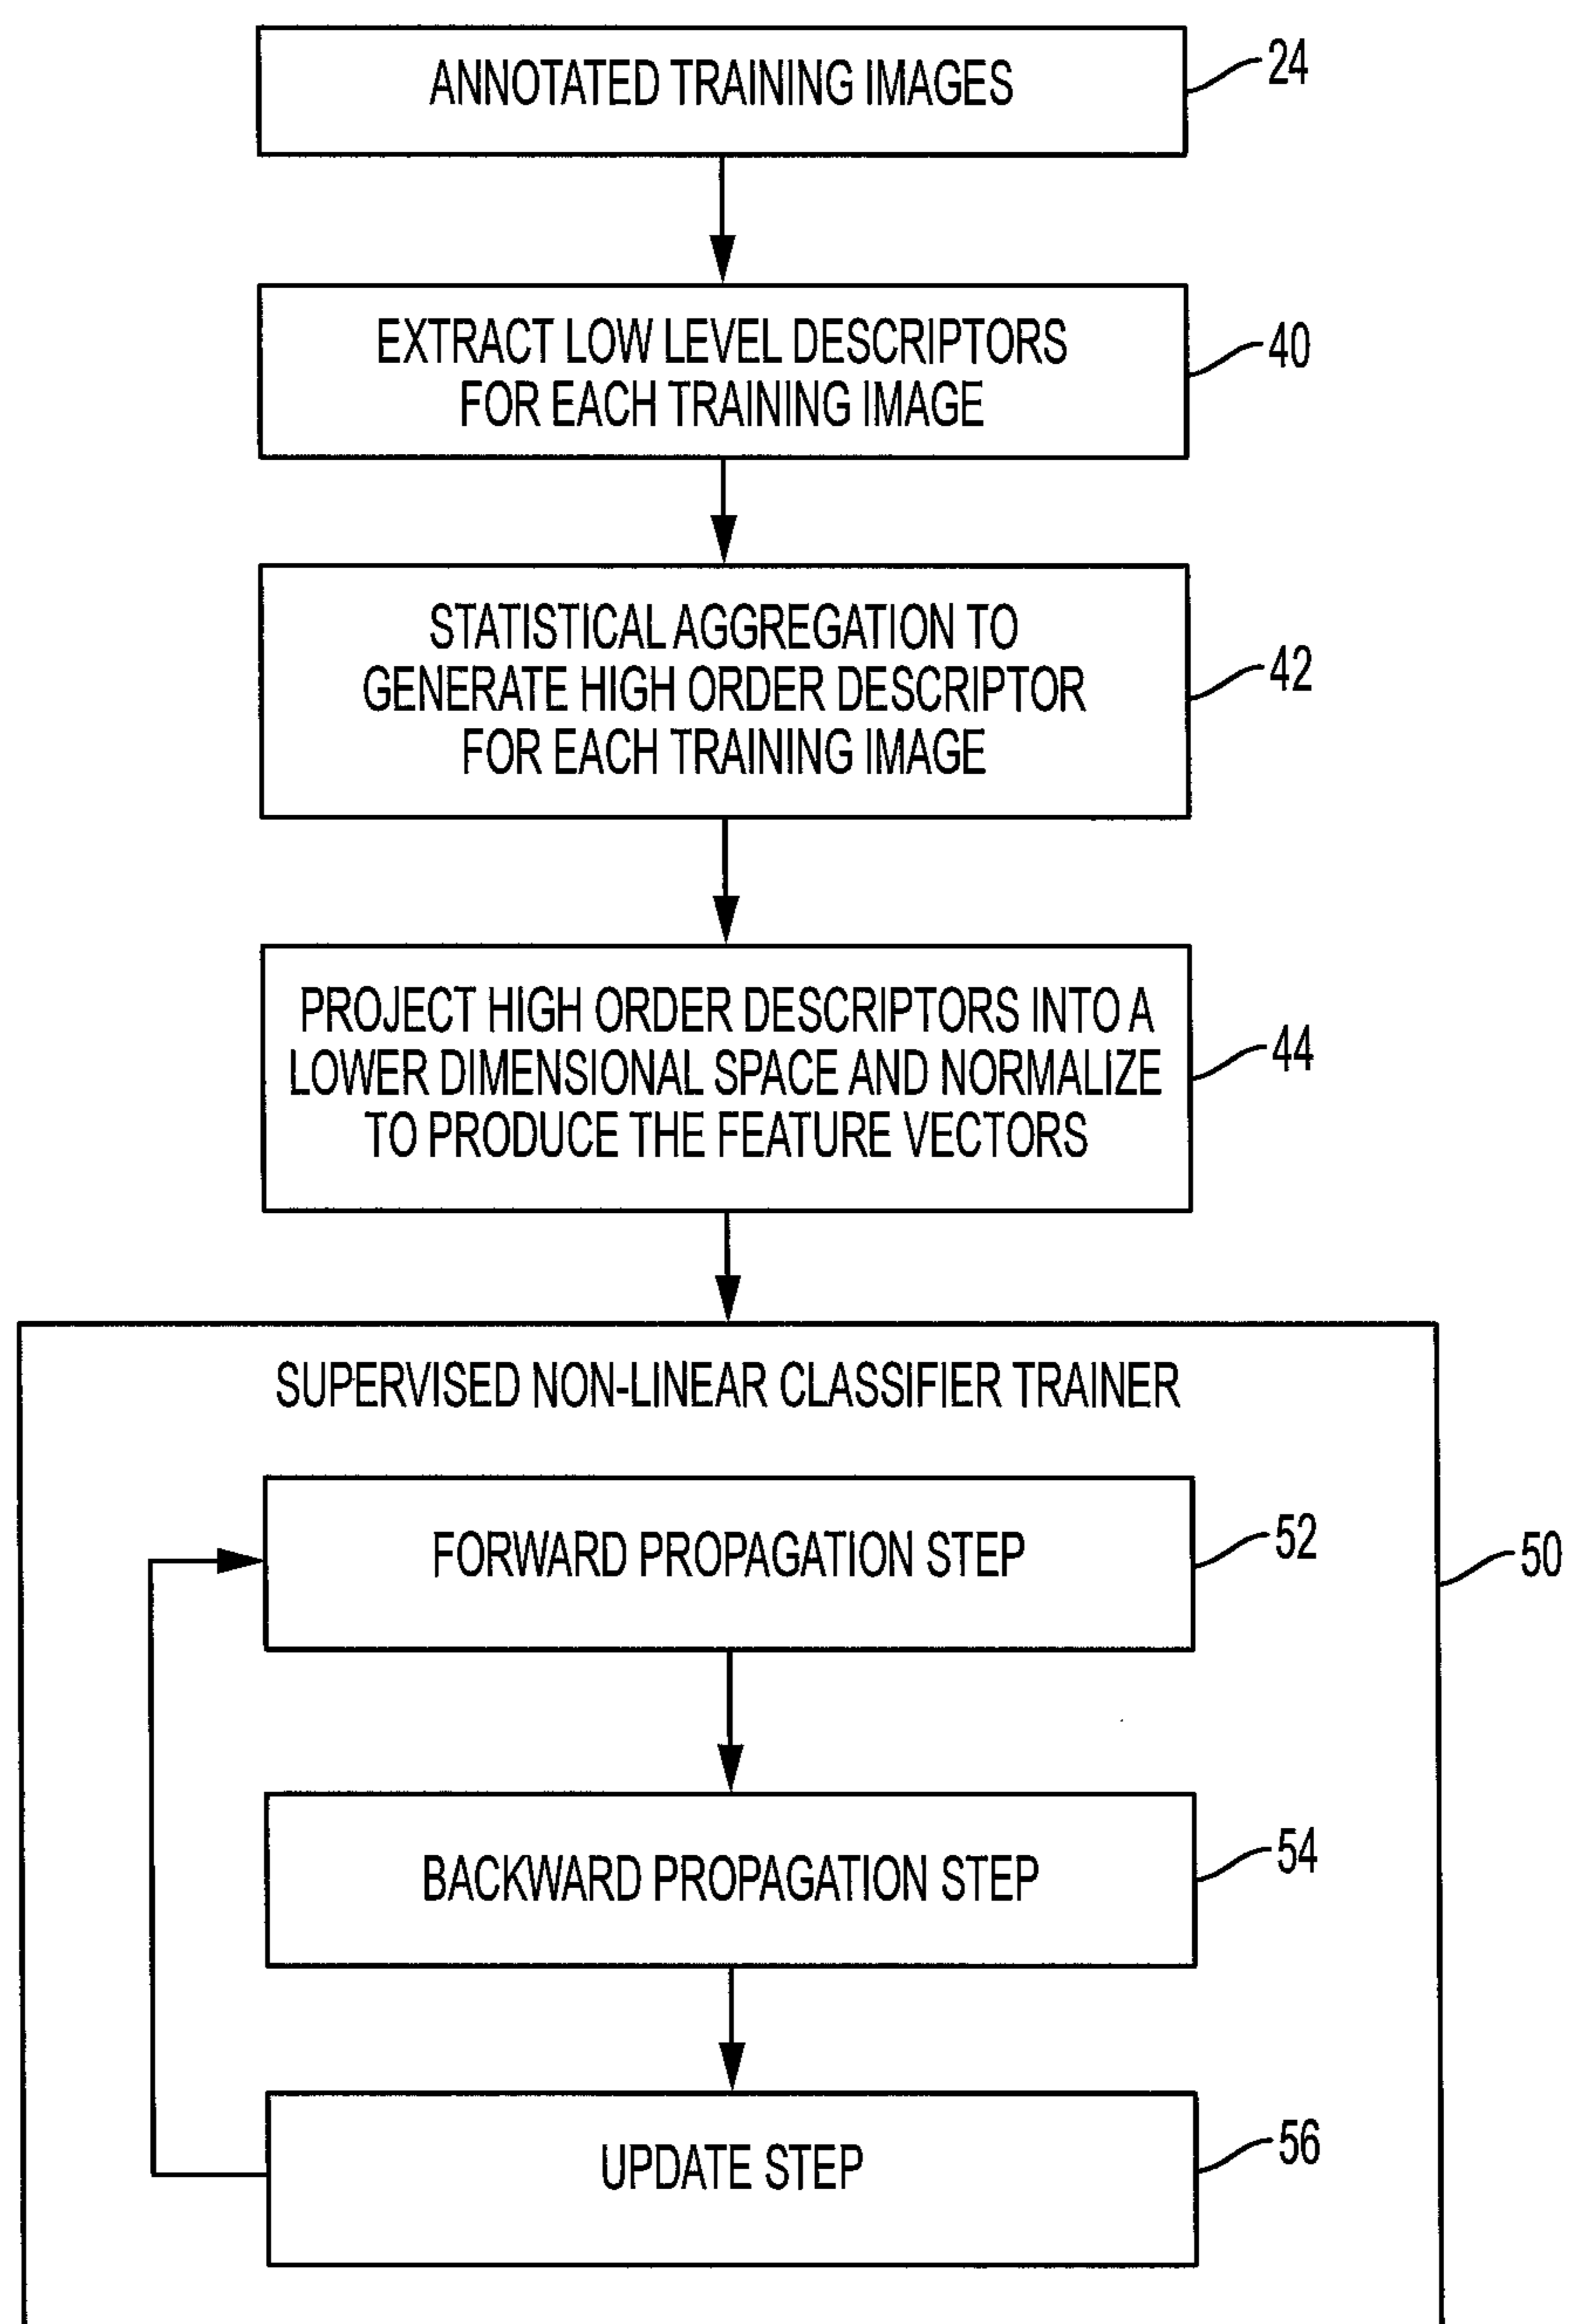 ANNOTATED TRAINING IMAGES
24
EXTRACT LOW LEVEL DESCRIPTORS
FOR EACH TRAINING IMAGE
40
STATISTICAL AGGREGATION TO
GENERATE HIGH ORDER DESCRIPTOR
FOR EACH TRAINING IMAGE
42
PROJECT HIGH ORDER DESCRIPTORS INTO A
LOWER DIMENSIONAL SPACE AND NORMALIZE
TO PRODUCE THE FEATURE VECTORS
44
SUPERVISED NON-LINEAR CLASSIFIER TRAINER
FORWARD PROPAGATION STEP
52
50
BACKWARD PROPAGATION STEP
54
UPDATE STEP
56